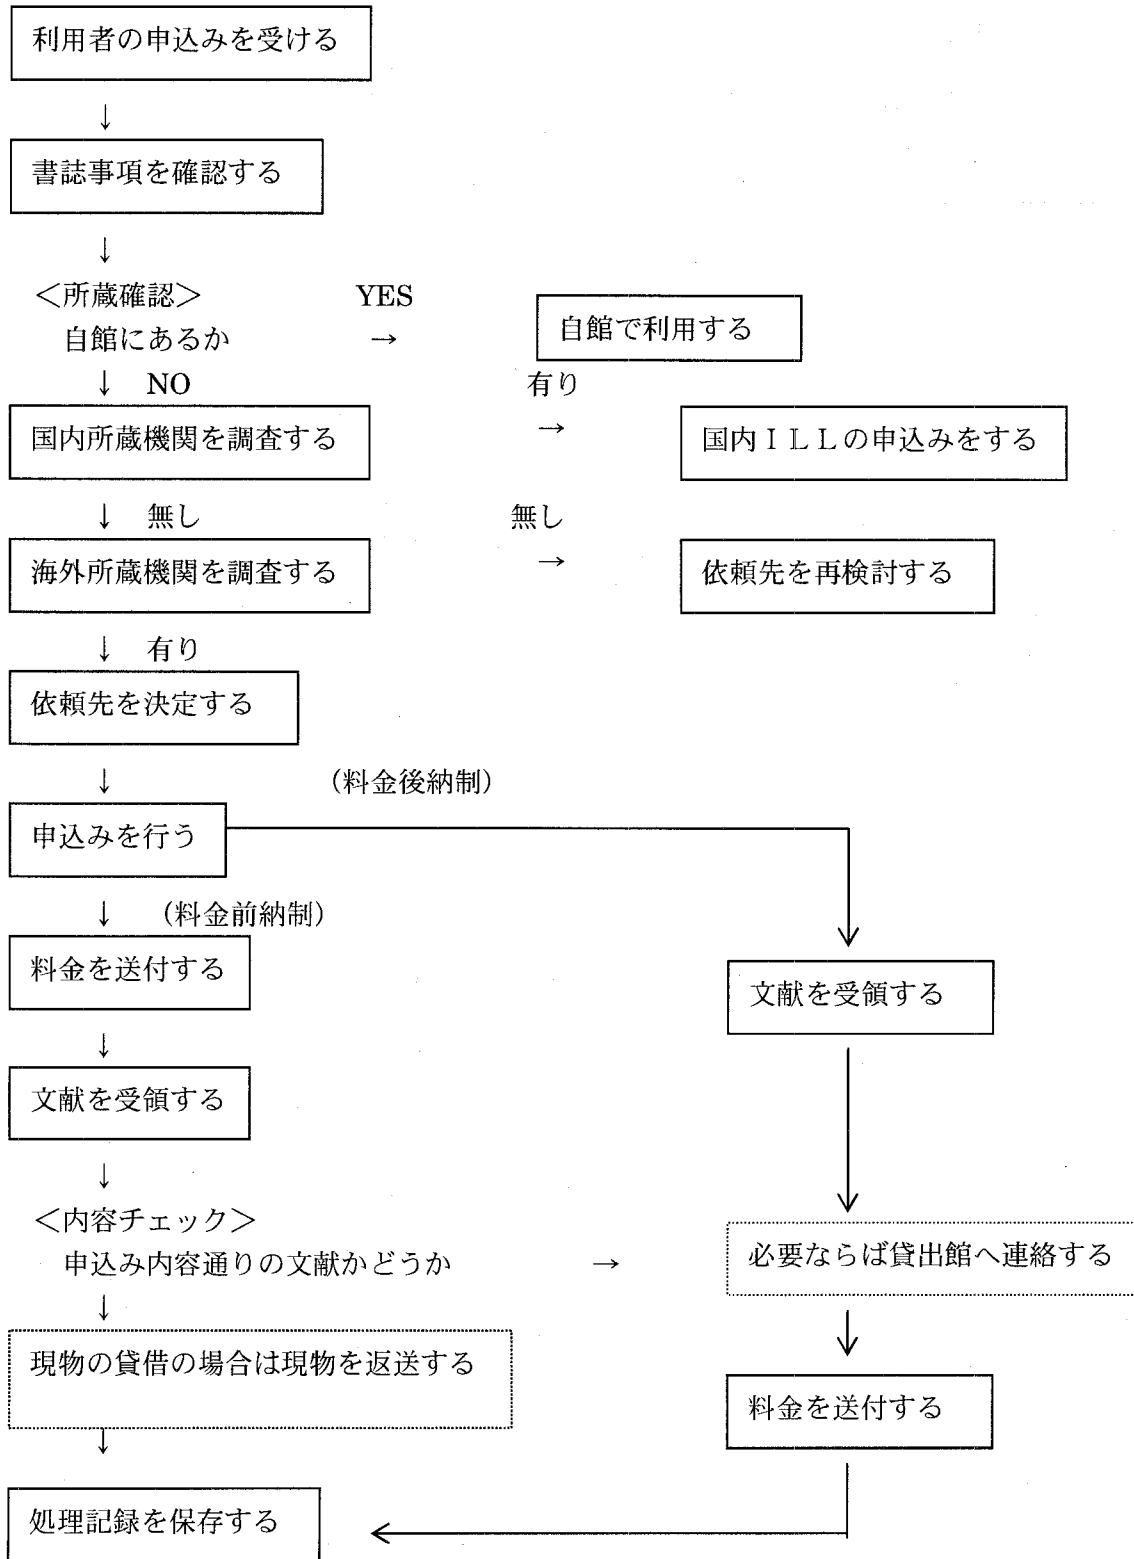 利用者の申込みを受ける
↓
書誌事項を確認する
↓
＜所蔵確認＞ YES
自館にあるか → 自館で利用する
↓ NO 有り
国内所蔵機関を調査する → 国内ＩＬＬの申込みをする
↓ 無し 無し
海外所蔵機関を調査する → 依頼先を再検討する
↓ 有り
依頼先を決定する
↓ （料金後納制）
申込みを行う
↓ （料金前納制）
料金を送付する
文献を受領する
↓
文献を受領する
↓
＜内容チェック＞
申込み内容通りの文献かどうか → 必要ならば貸出館へ連絡する
↓
現物の貸借の場合は現物を返送する
料金を送付する
↓
処理記録を保存する